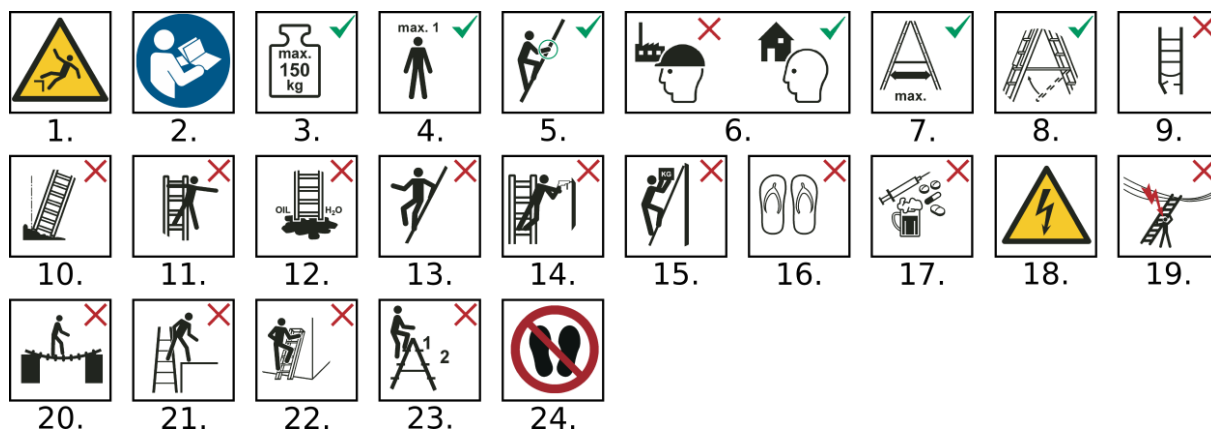 max.
150
kg
max. 1
max.
1. 2. 3. 4. 5. 6. 7. 8. 9.
OIL H₂O
KG
10. 11. 12. 13. 14. 15. 16. 17. 18. 19.
1 2
20. 21. 22. 23. 24.